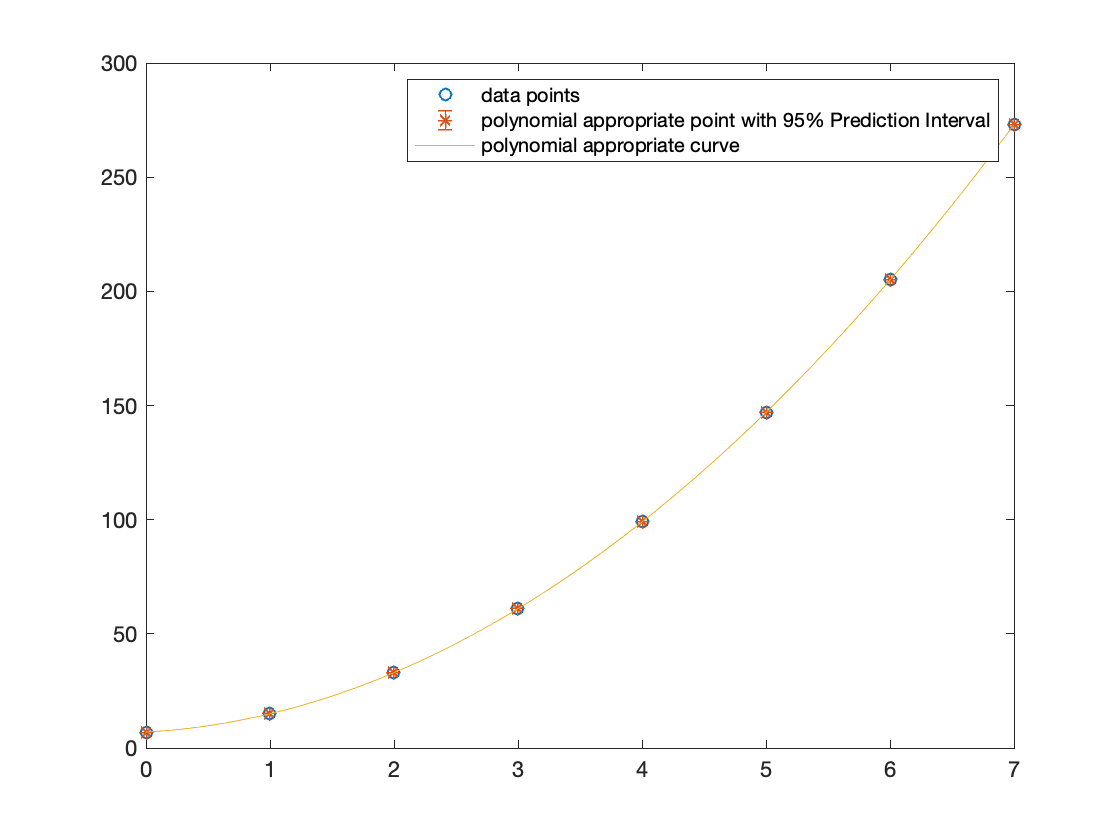 300
250
200
150
100
50
0
data points
polynomial appropriate point with 95% Prediction Interval
polynomial appropriate curve
0 1 2 3 4 5 6 7